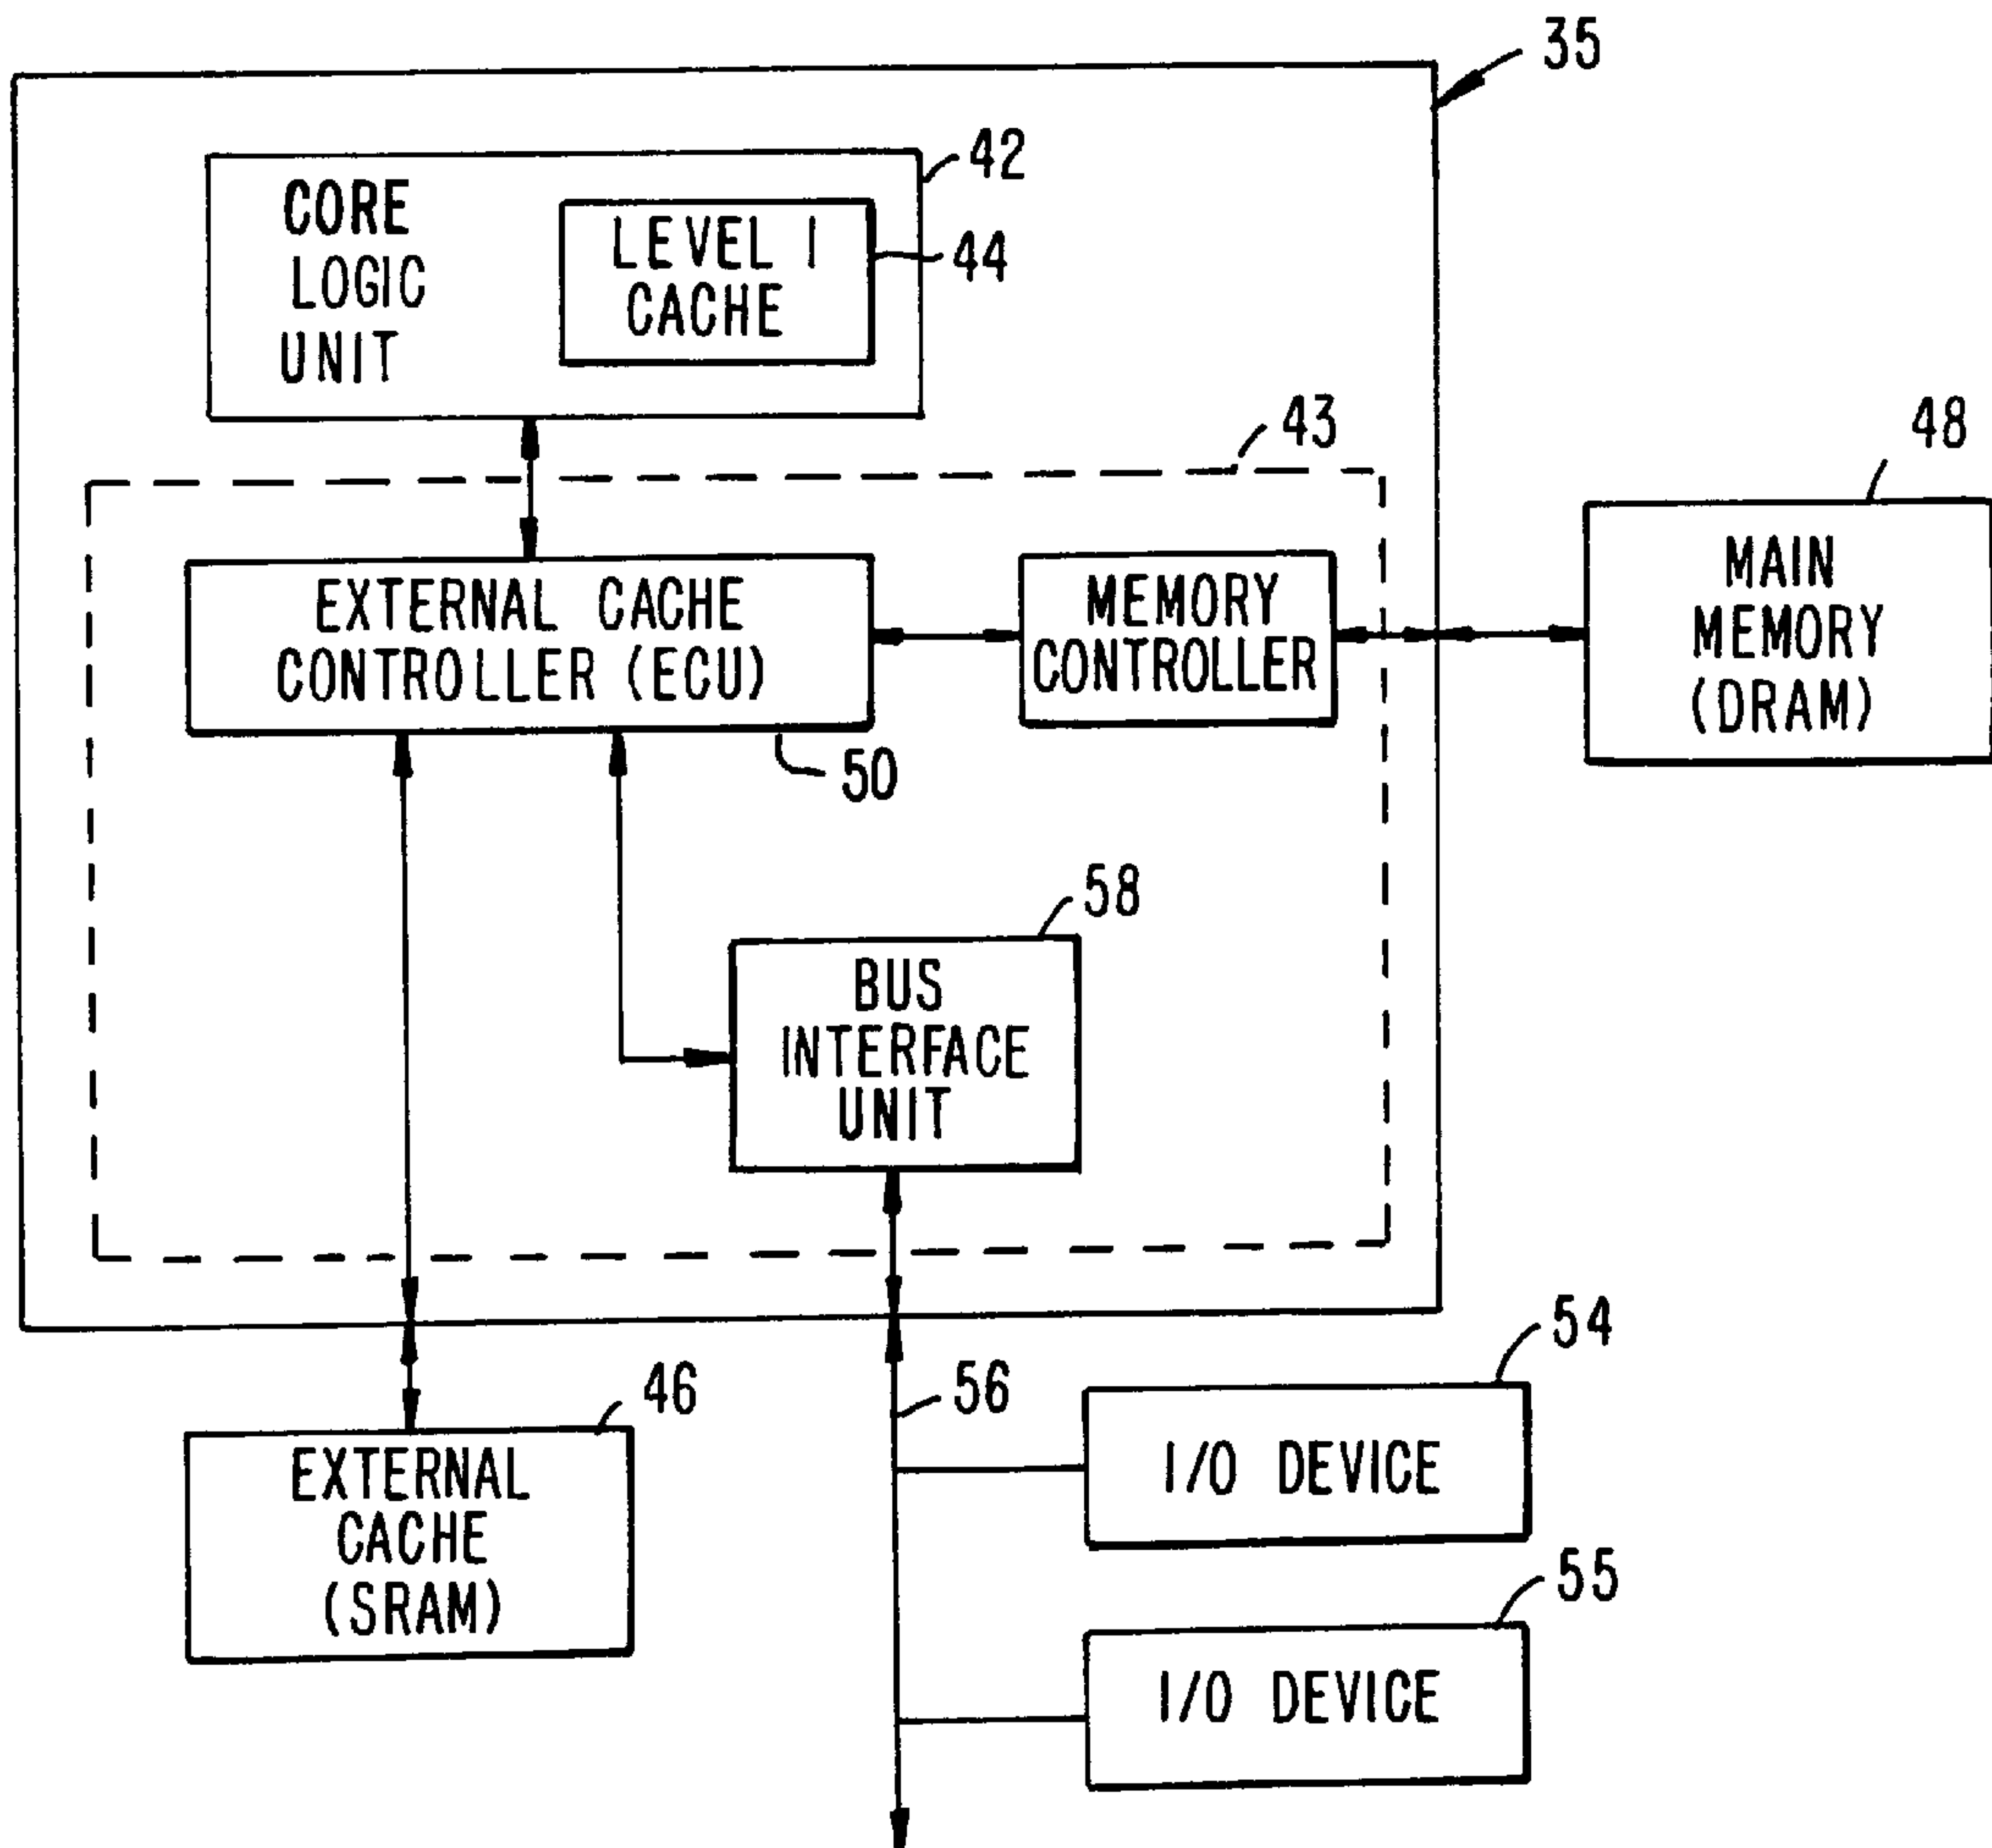 35
42
CORE
LOGIC
UNIT
LEVEL 1
CACHE
44
43
48
EXTERNAL CACHE
CONTROLLER (ECU)
MEMORY
CONTROLLER
MAIN
MEMORY
(DRAM)
50
58
BUS
INTERFACE
UNIT
54
46
56
EXTERNAL
CACHE
(SRAM)
I/O DEVICE
55
I/O DEVICE